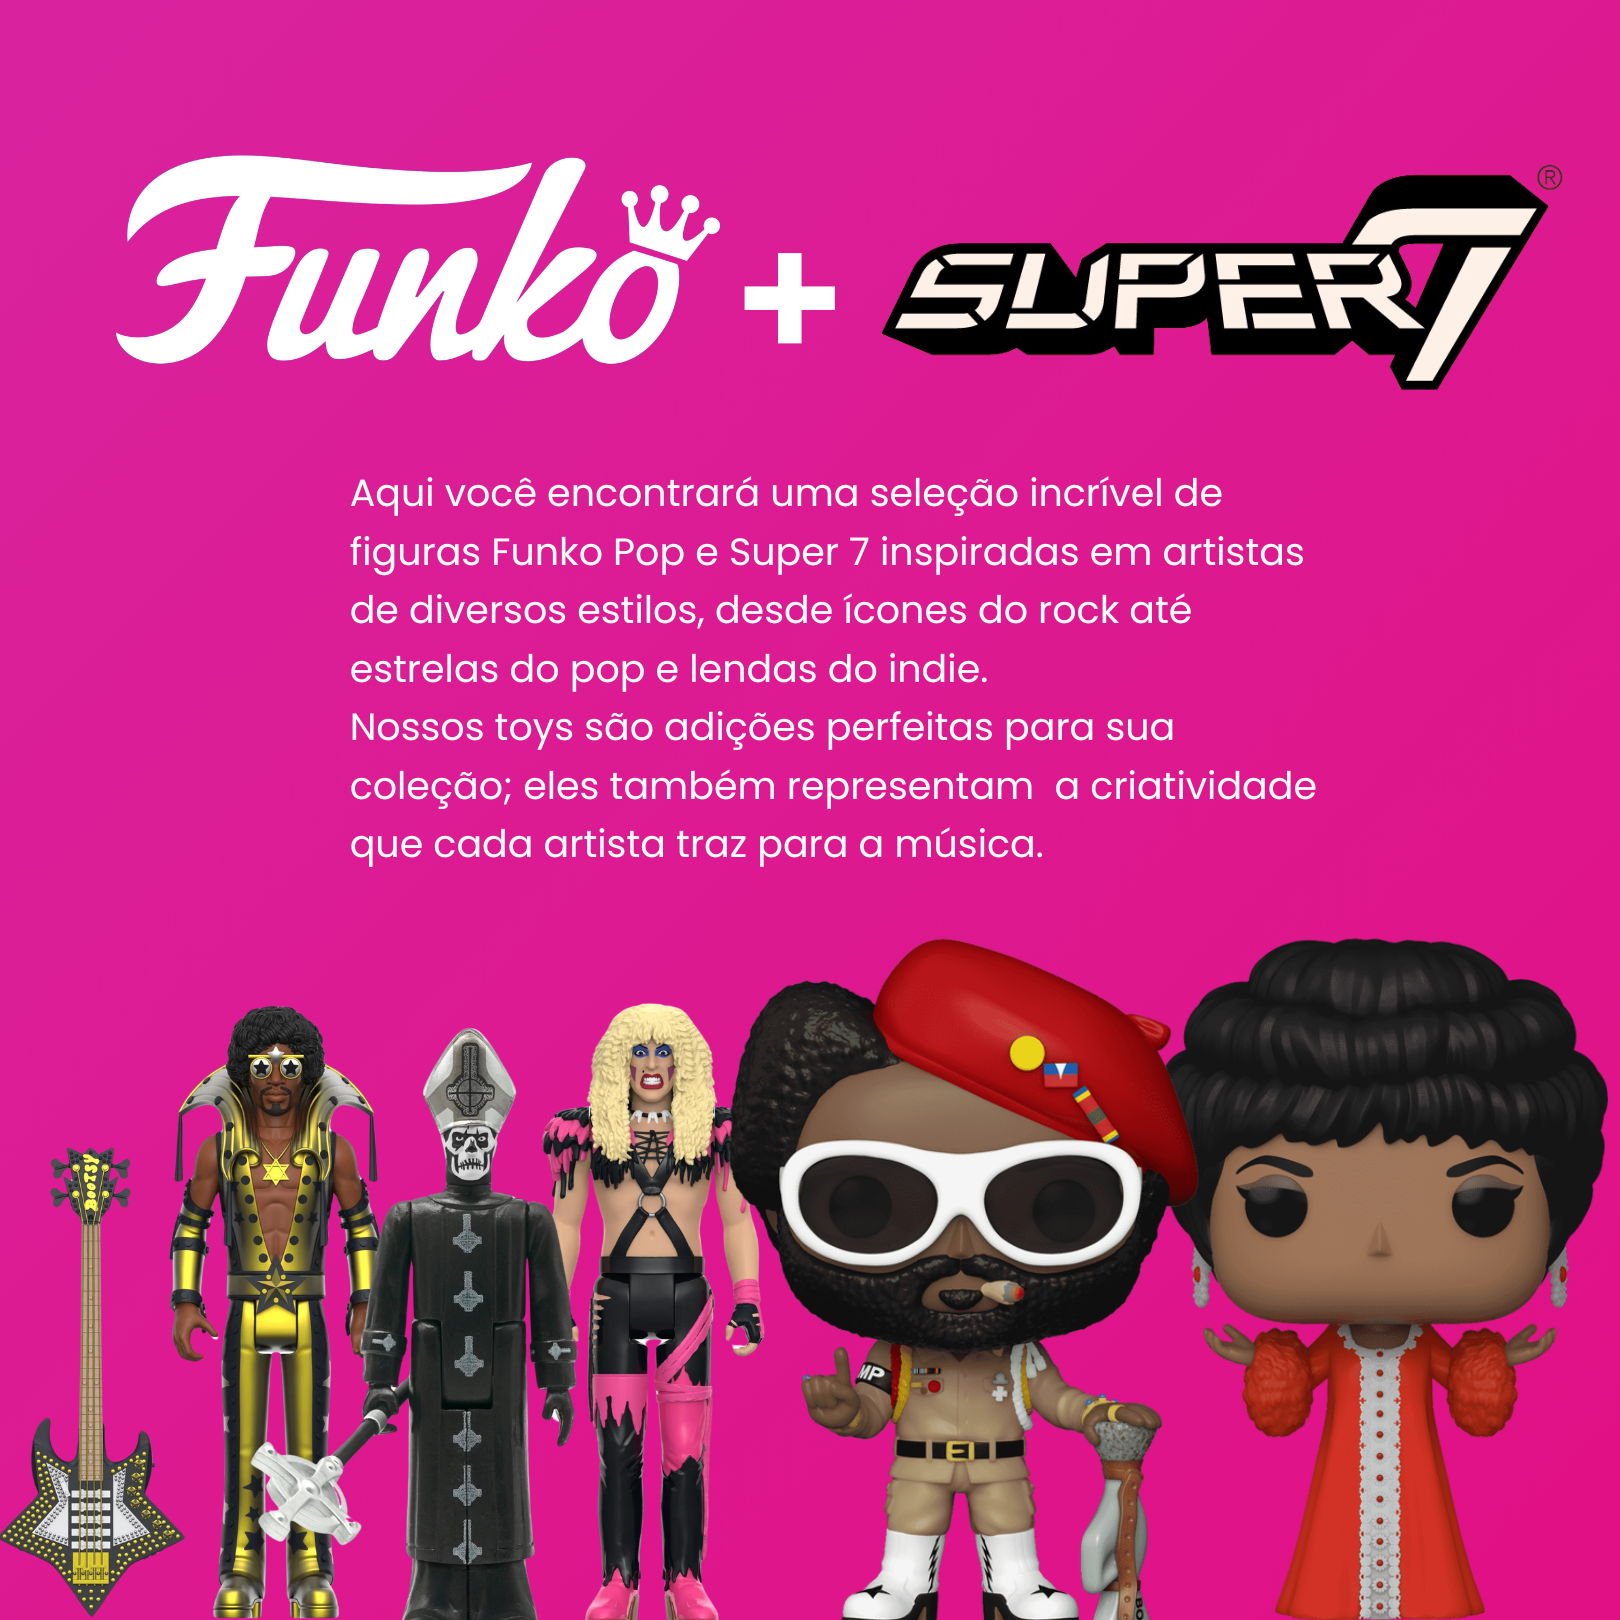 Funko + SUPER7®
Aqui você encontrará uma seleção incrível de
figuras Funko Pop e Super 7 inspiradas em artistas
de diversos estilos, desde ícones do rock até
estrelas do pop e lendas do indie.
Nossos toys são adições perfeitas para sua
coleção; eles também representam  a criatividade
que cada artista traz para a música.
BOOTSY
MP